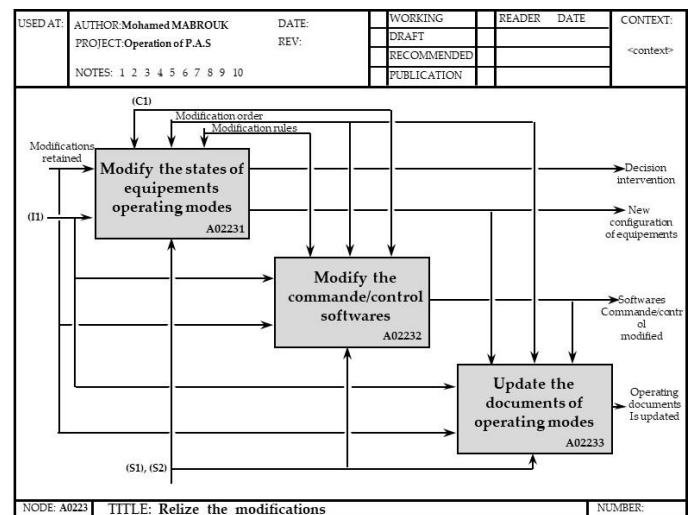 USED AT:
AUTHOR:Mohamed MABROUK
DATE:
WORKING
READER DATE
CONTEXT:
PROJECT:Operation of P.A.S
REV:
DRAFT
<context>
RECOMMENDED
NOTES: 1 2 3 4 5 6 7 8 9 10
PUBLICATION
(C1)
Modification order
Modification rules
Modifications
retained
Modify the states of
equipements
operating modes
A02231
Decision
intervention
(I1)
New
configuration
of equipements
Modify the
commande/control
softwares
A02232
Softwares
Commande/contr
ol
modified
Update the
documents of
operating modes
A02233
Operating
documents
Is updated
(S1), (S2)
NODE: A0223
TITLE: Relize the modifications
NUMBER: